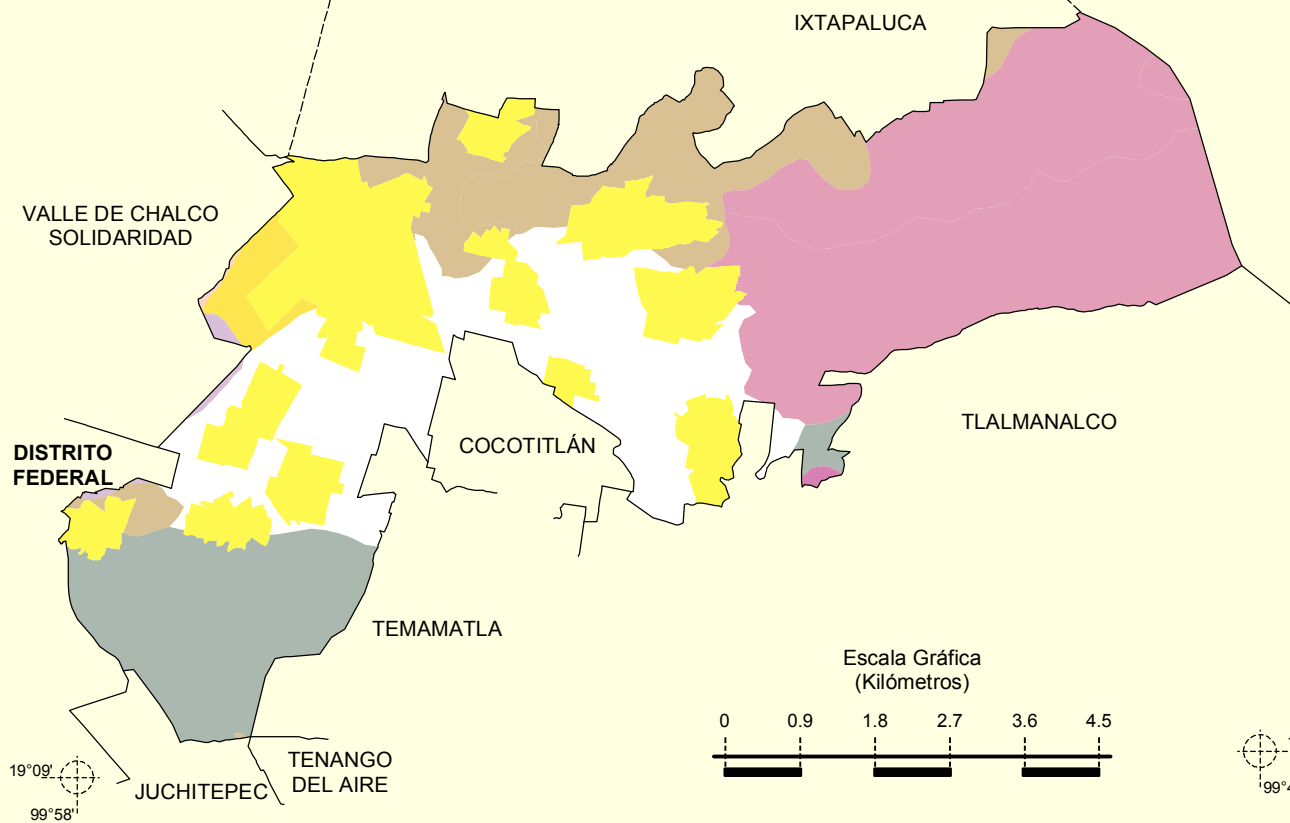 IXTAPALUCA
VALLE DE CHALCO
SOLIDARIDAD
DISTRITO
FEDERAL
COCOTITLÁN
TLALMANALCO
TEMAMATLA
Escala Gráfica
(Kilómetros)
0 0.9 1.8 2.7 3.6 4.5
TENANGO
DEL AIRE
JUCHITEPEC
19°09'
99°58'